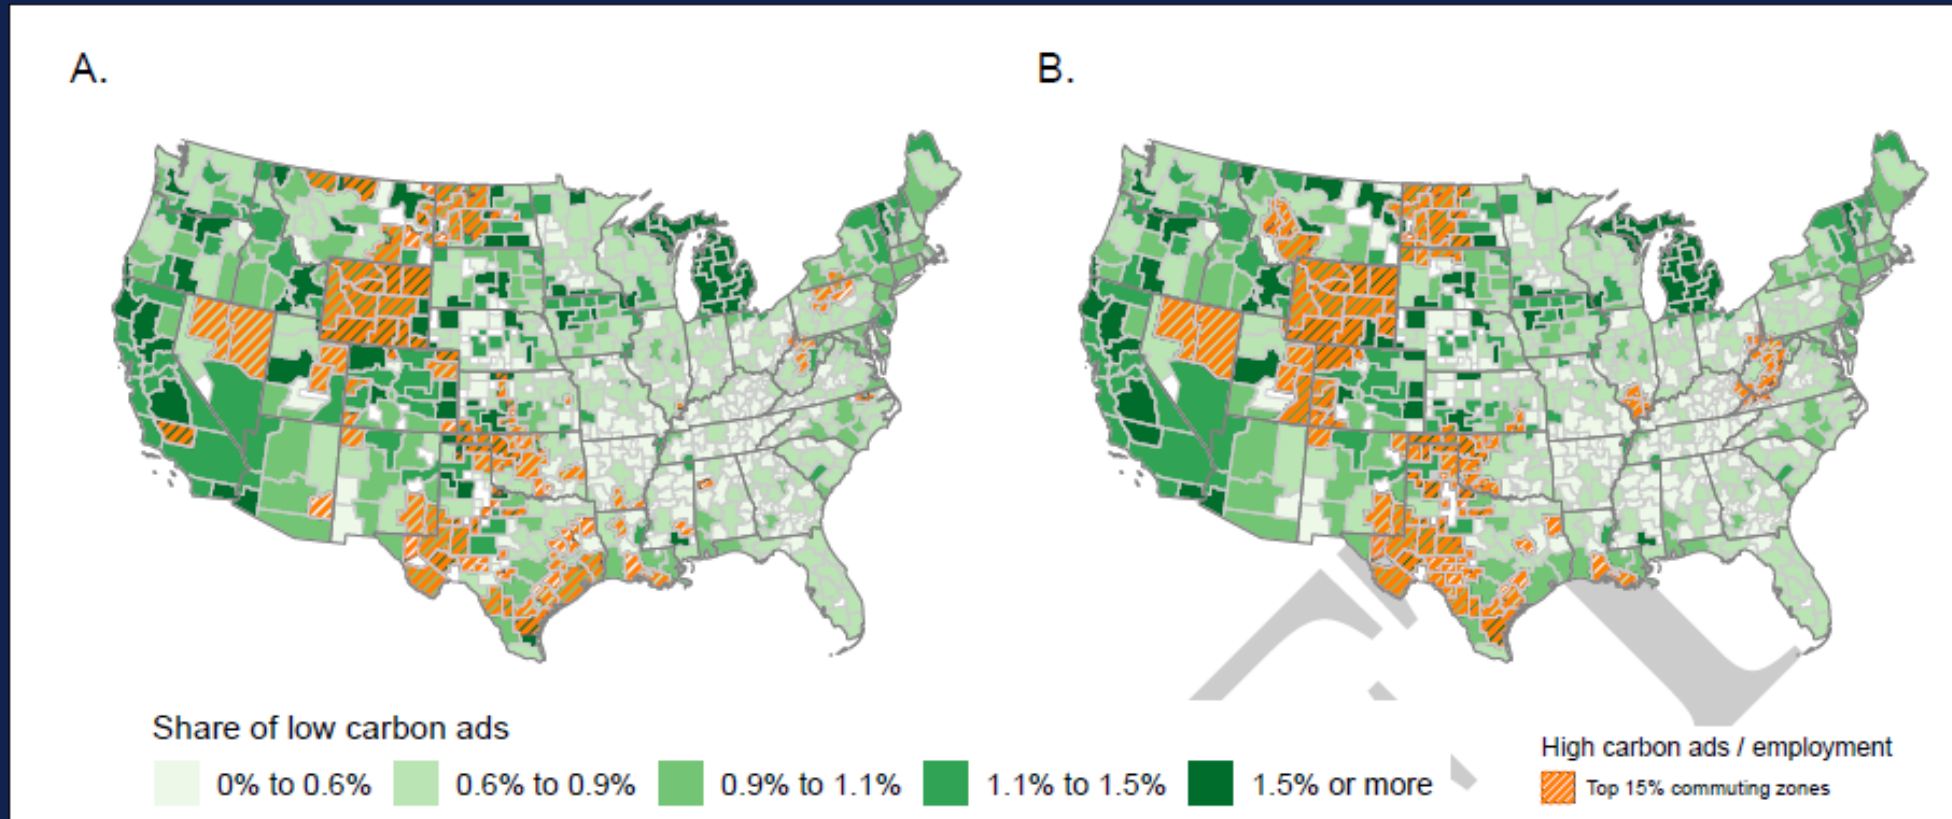 A.
B.
Share of low carbon ads
0% to 0.6%
0.6% to 0.9%
0.9% to 1.1%
1.1% to 1.5%
1.5% or more
High carbon ads / employment
Top 15% commuting zones